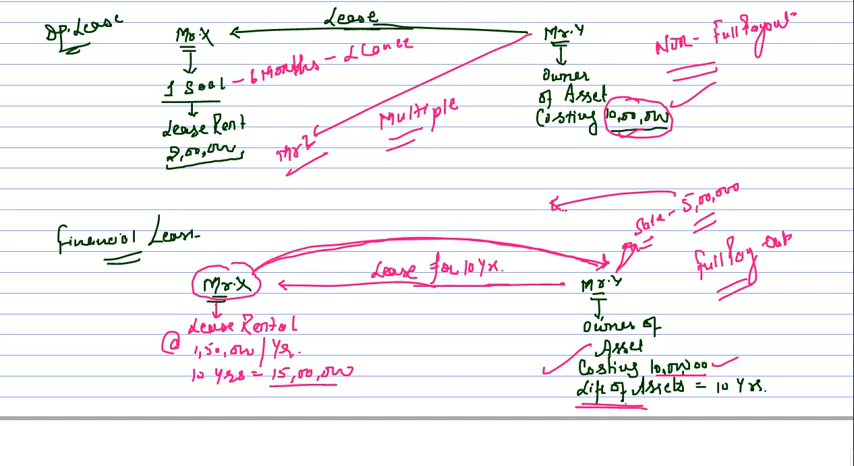 Op. Lease
Mr. X
Lease
Mr. Y
Non- Full Payout
1 Year - 6 Months -
Owner
of Asset
Costing 10,00,000
Lease Rent
2,00,000
Multiple
Mr Z
Financial Lease
Sale - 5,00,000
Full Pay out
Mr. X
Lease for 10 Yr.
Mr. Y
@ Lease Rental
1,50,000 / Yr.
10 Yrs = 15,00,000
Owner of
Asset
Costing 10,00,000
Life of Assets = 10 Yrs.